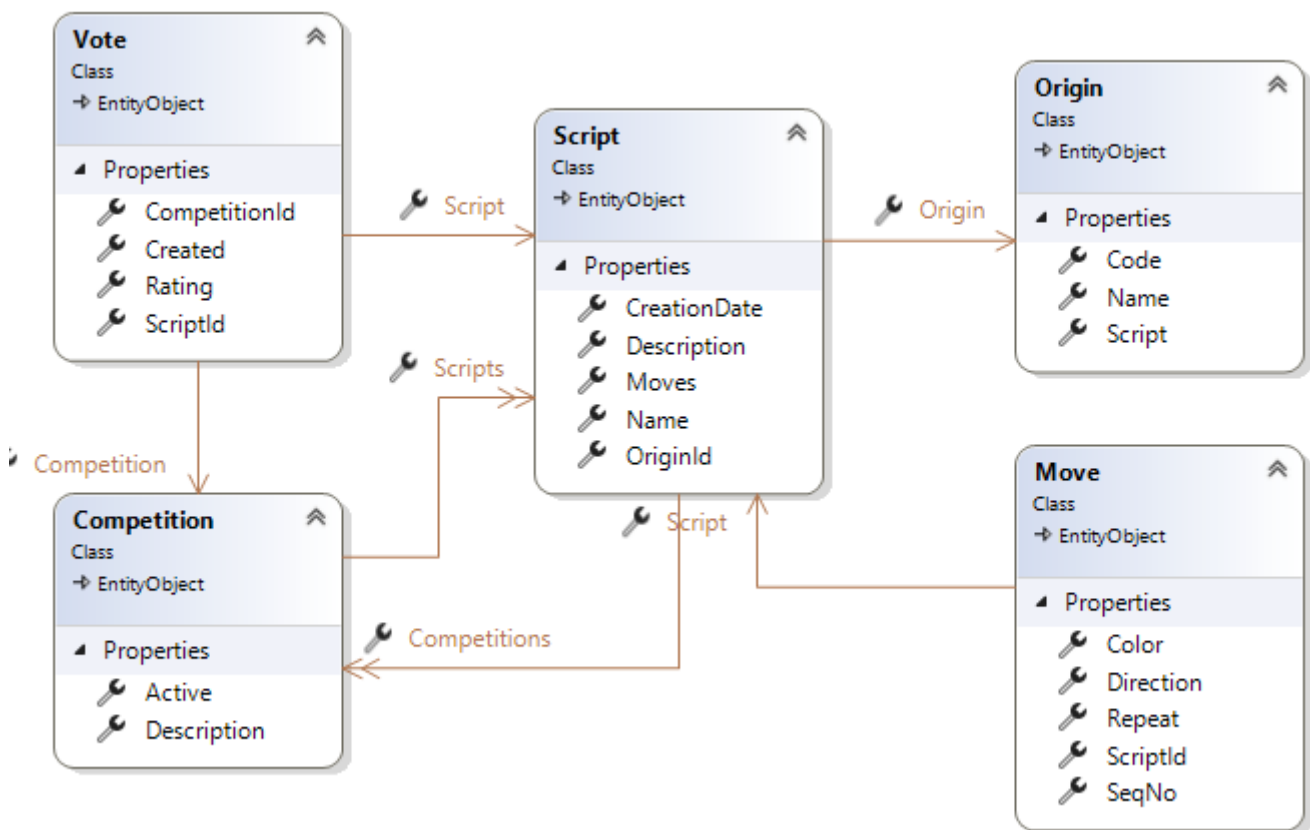 Vote
Class
EntityObject
Properties
CompetitionId
Created
Rating
ScriptId
Script
Script
Class
EntityObject
Properties
CreationDate
Description
Moves
Name
OriginId
Origin
Origin
Class
EntityObject
Properties
Code
Name
Script
Scripts
Competition
Competition
Class
EntityObject
Properties
Active
Description
Script
Competitions
Move
Class
EntityObject
Properties
Color
Direction
Repeat
ScriptId
SeqNo